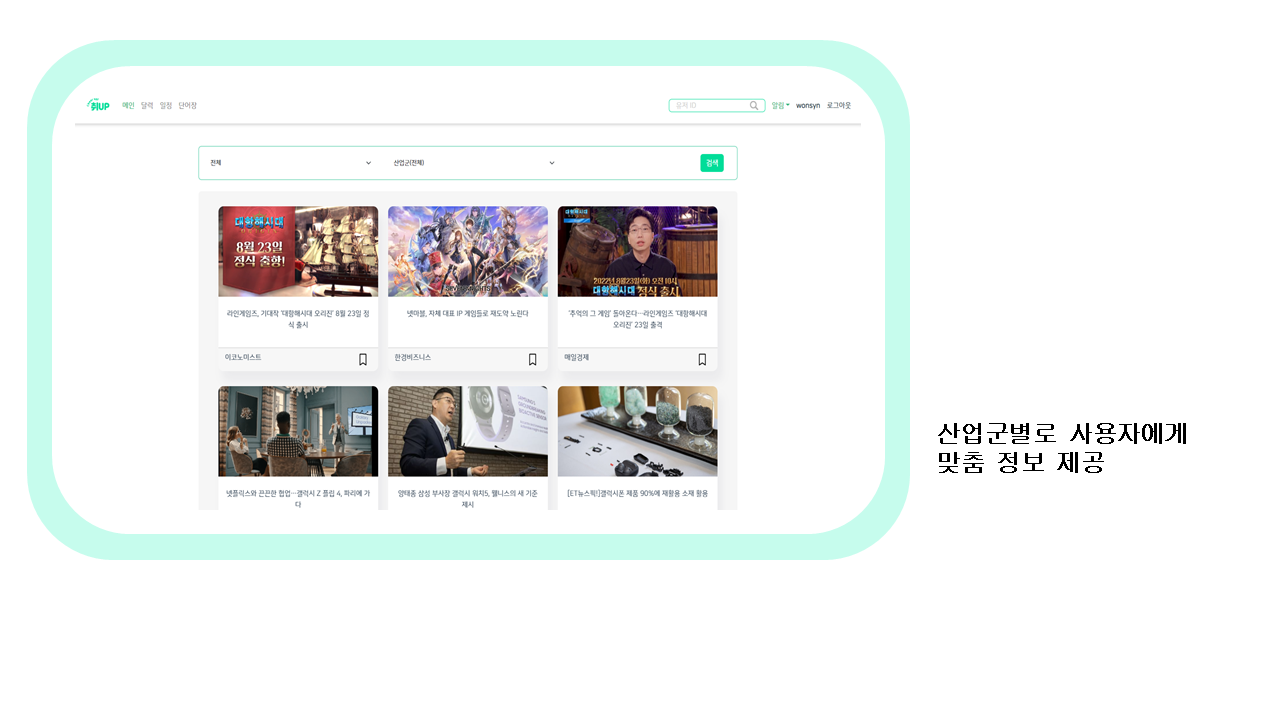 취UP
메인 달력 일정 단어장
유저 ID
알림 wonsyn 로그아웃
전체
산업군(전체)
검색
대항해시대
8월 23일
정식 출항!
대항해시대
2022년 8월23일(화) 오전 10시
대항해시대 정식 출시
라인게임즈, 기대작 '대항해시대 오리진' 8월 23일 정
식 출시
이코노미스트
넷마블, 자체 대표 IP 게임들로 재도약 노린다
한경비즈니스
'추억의 그 게임' 돌아온다…라인게임즈 '대항해시대
오리진' 23일 출격
매일경제
넷플릭스와 끈끈한 협업…갤럭시 Z 플립 4, 파리에 가
다
양태종 삼성 부사장 갤럭시 워치5, 웰니스의 새 기준
제시
[ET뉴스픽!]갤럭시폰 제품 90%에 재활용 소재 활용
산업군별로 사용자에게
맞춤 정보 제공